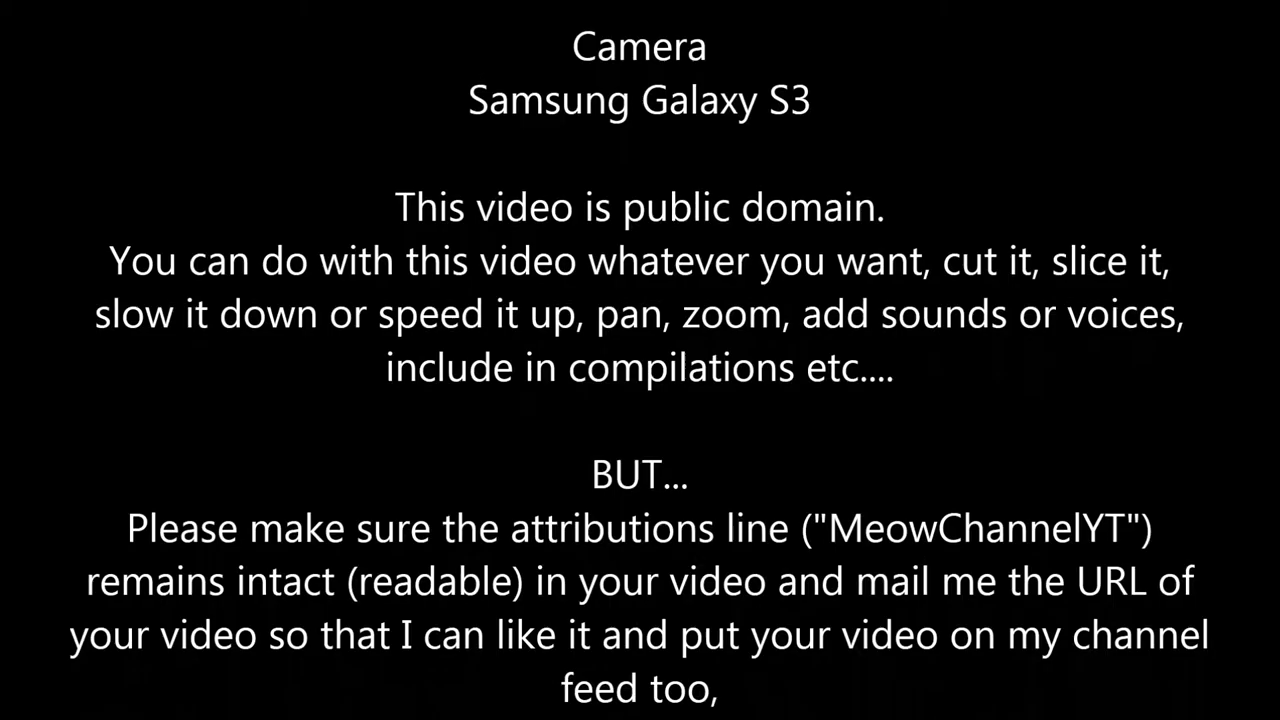 Camera
Samsung Galaxy S3
This video is public domain.
You can do with this video whatever you want, cut it, slice it,
slow it down or speed it up, pan, zoom, add sounds or voices,
include in compilations etc....
BUT...
Please make sure the attributions line ("MeowChannelYT")
remains intact (readable) in your video and mail me the URL of
your video so that I can like it and put your video on my channel
feed too,